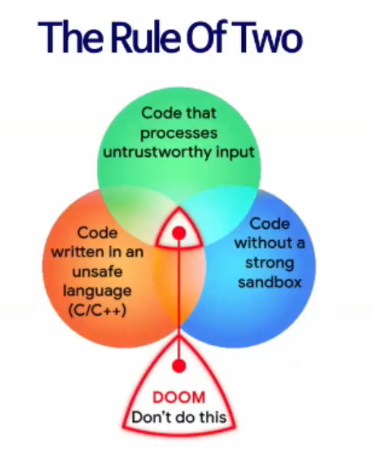 The Rule Of Two
Code that
processes
untrustworthy input
Code
written in an
unsafe
language
(C/C++)
Code
without a
strong
sandbox
DOOM
Don't do this